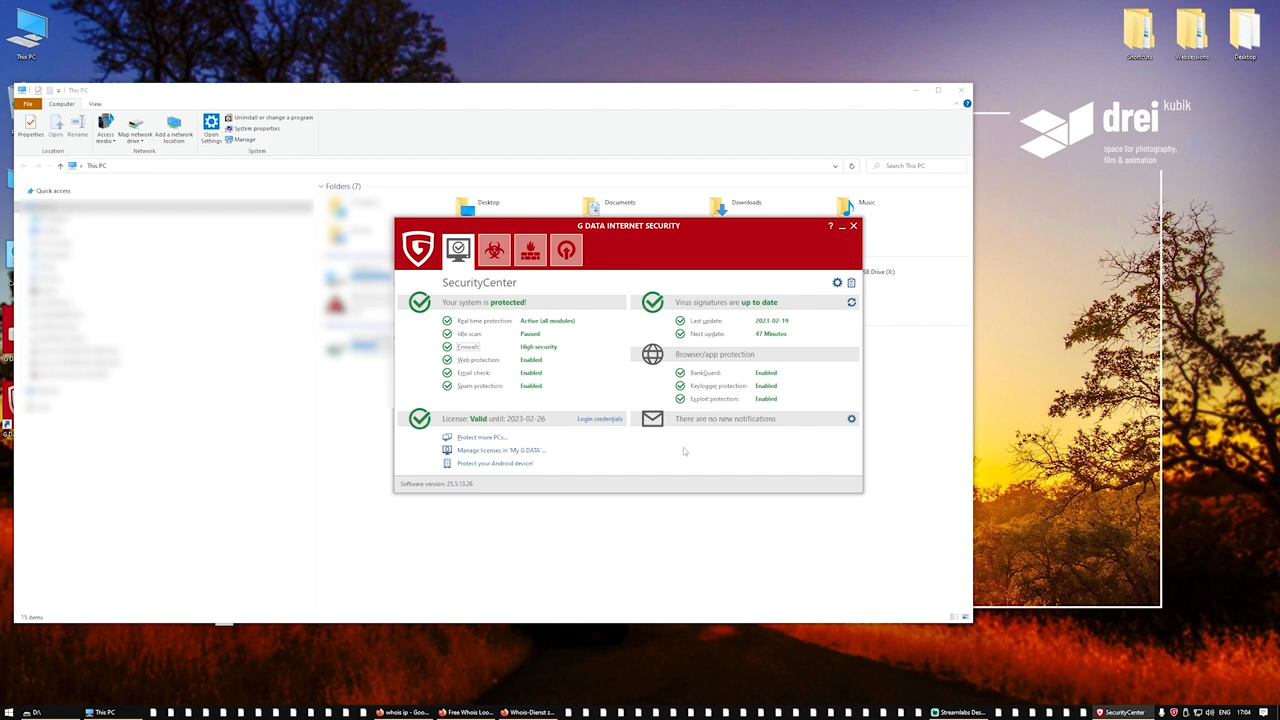 This PC
Shortcuts
Websessions
Desktop
drei kubik
space for photography,
film & animation
This PC
File
Computer
View
Properties
Open
Rename
Access media
Map network drive
Add a network location
Open Settings
Uninstall or change a program
System properties
Manage
Location
Network
System
This PC
Search This PC
Quick access
Folders (7)
Desktop
Documents
Downloads
Music
G DATA INTERNET SECURITY
SecurityCenter
Your system is protected!
Real time protection: Active (all modules)
Idle scan: Paused
Firewall: High security
Web protection: Enabled
Email check: Enabled
Spam protection: Enabled
Virus signatures are up to date
Last update: 2023-02-19
Next update: 47 Minutes
Browser/app protection
BankGuard: Enabled
Keylogger protection: Enabled
Exploit protection: Enabled
License: Valid until: 2023-02-26
Login credentials
There are no new notifications
Protect more PCs...
Manage licenses in 'My G DATA'...
Protect your Android device!
Software version: 25.5.13.26
Drive (X:)
15 items
D:\
This PC
whois ip - Goo...
Free Whois Loo...
Whois-Dienst z...
Streamlabs Des...
SecurityCenter
ENG
17:04